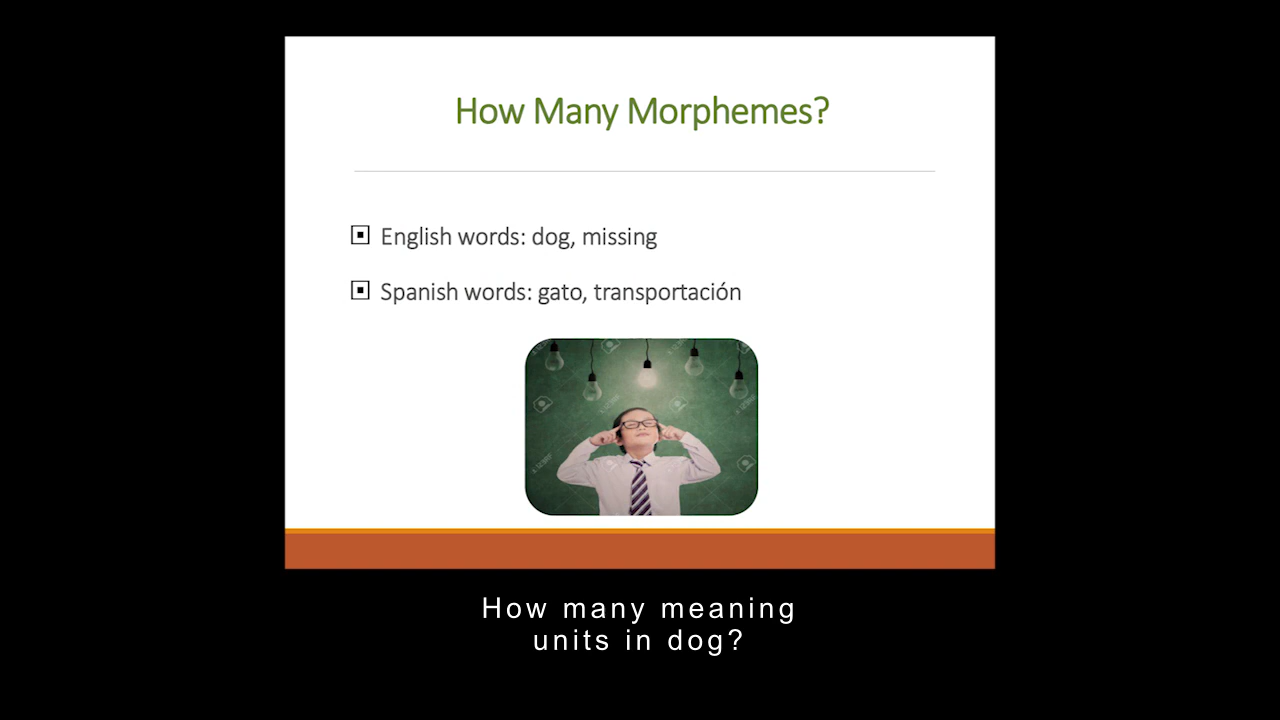 How Many Morphemes?
English words: dog, missing
Spanish words: gato, transportación
How many meaning
units in dog?